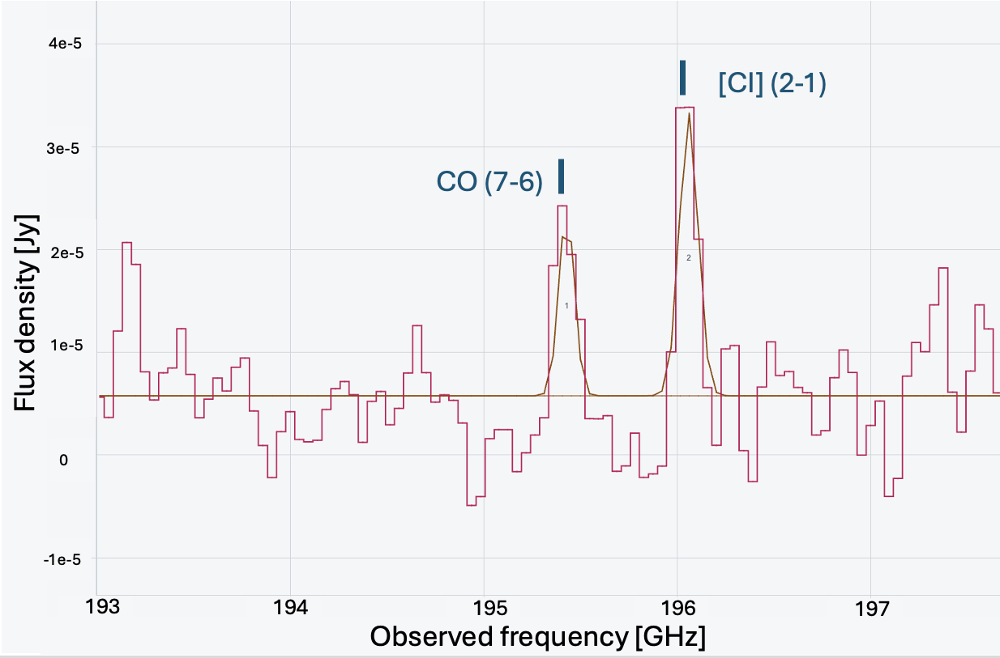 4e-5
[CI] (2-1)
3e-5
CO (7-6)
2e-5
2
1
1e-5
0
-1e-5
Flux density [Jy]
193 194 195 196 197
Observed frequency [GHz]